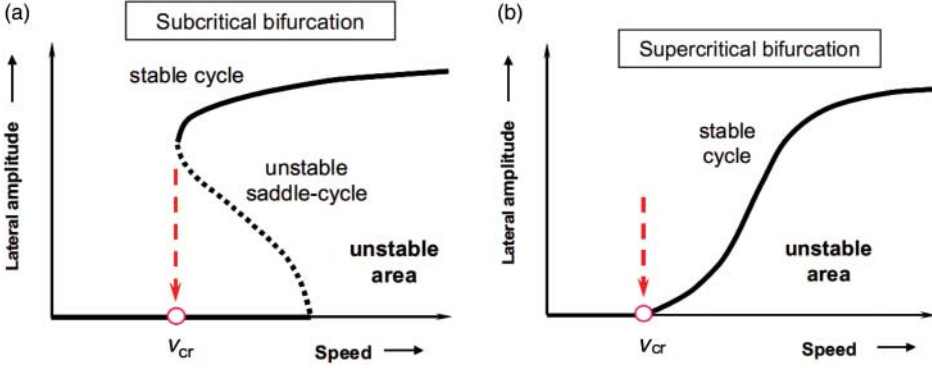 (a)
Subcritical bifurcation
Lateral amplitude
stable cycle
unstable
saddle-cycle
unstable
area
vcr
Speed
(b)
Supercritical bifurcation
Lateral amplitude
stable
cycle
unstable
area
vcr
Speed